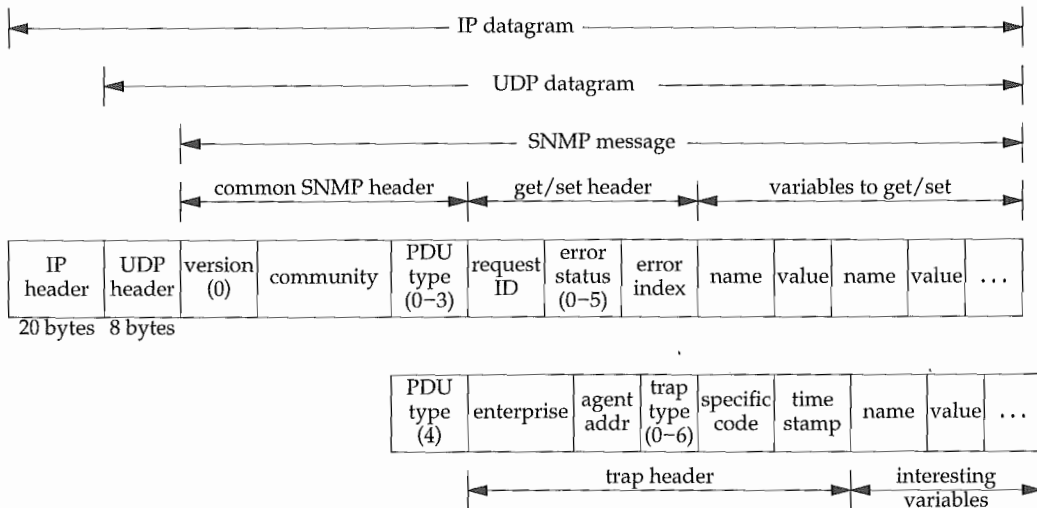 IP datagram
UDP datagram
SNMP message
common SNMP header get/set header variables to get/set
IP header
UDP header
version (0)
community
PDU type (0–3)
request ID
error status (0–5)
error index
name
value
name
value
...
20 bytes 8 bytes
PDU type (4)
enterprise
agent addr
trap type (0–6)
specific code
time stamp
name
value
...
trap header
interesting variables